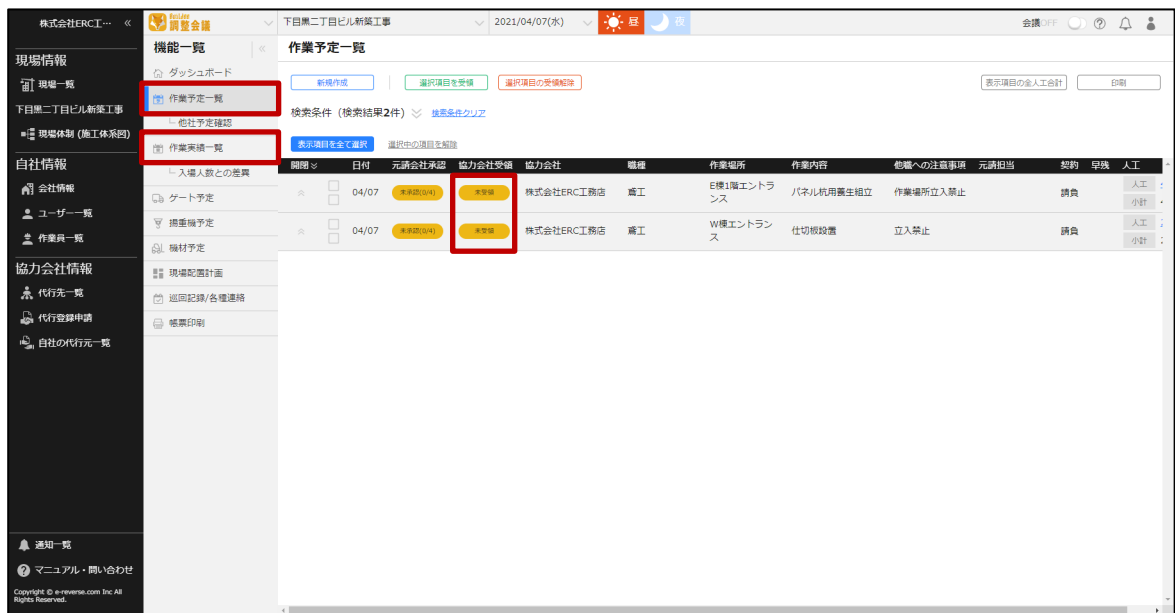 株式会社ERC工… «
現場情報
現場一覧
下目黒二丁目ビル新築工事
現場体制 (施工体系図)
自社情報
会社情報
ユーザー一覧
作業員一覧
協力会社情報
代行先一覧
代行登録申請
自社の代行元一覧
通知一覧
マニュアル・問い合わせ
Copyright © e-reverse.com Inc All
Rights Reserved.
調整会議
機能一覧 «
ダッシュボード
作業予定一覧
他社予定確認
作業実績一覧
入場人数との差異
ゲート予定
揚重機予定
機材予定
現場配置計画
巡回記録/各種連絡
帳票印刷
下目黒二丁目ビル新築工事 2021/04/07(水) 昼 夜 会議OFF
作業予定一覧
新規作成 選択項目を受領 選択項目の受領解除 表示項目の全人工合計 印刷
検索条件（検索結果2件） 検索条件クリア
表示項目を全て選択 選択中の項目を解除
開閉 日付 元請会社承認 協力会社受領 協力会社 職種 作業場所 作業内容 他職への注意事項 元請担当 契約 早残 人工
04/07 未承認(0/4) 未受領 株式会社ERC工務店 鳶工 E棟1階エントラ パネル杭用養生組立 作業場所立入禁止 請負 人工
ンス 小計
04/07 未承認(0/4) 未受領 株式会社ERC工務店 鳶工 W棟エントラン 仕切板設置 立入禁止 請負 人工
ス 小計